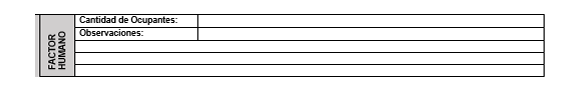 FACTOR
HUMANO
Cantidad de Ocupantes:
Observaciones: